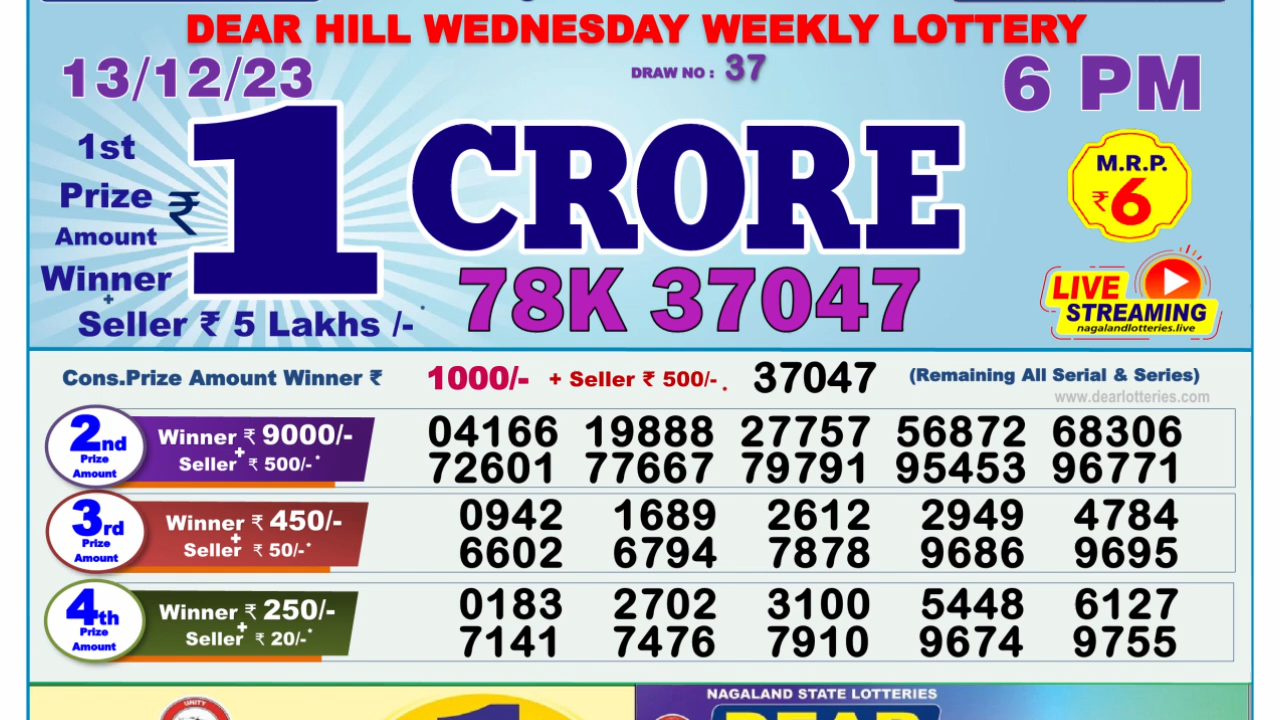 DEAR HILL WEDNESDAY WEEKLY LOTTERY
13/12/23
DRAW NO : 37
6 PM
1st
Prize
Amount
Winner
+
Seller ₹ 5 Lakhs /-*
₹ 1 CRORE
78K 37047
M.R.P.
₹6
LIVE
STREAMING
nagalandlotteries.live
Cons.Prize Amount Winner ₹ 1000/- + Seller ₹ 500/- . 37047 (Remaining All Serial & Series)
www.dearlotteries.com
2nd
Prize
Amount
Winner ₹ 9000/-
+
Seller ₹ 500/-*
04166 19888 27757 56872 68306
72601 77667 79791 95453 96771
3rd
Prize
Amount
Winner ₹ 450/-
+
Seller ₹ 50/-*
0942 1689 2612 2949 4784
6602 6794 7878 9686 9695
4th
Prize
Amount
Winner ₹ 250/-
+
Seller ₹ 20/-*
0183 2702 3100 5448 6127
7141 7476 7910 9674 9755
UNITY
1
NAGALAND STATE LOTTERIES
DEAR